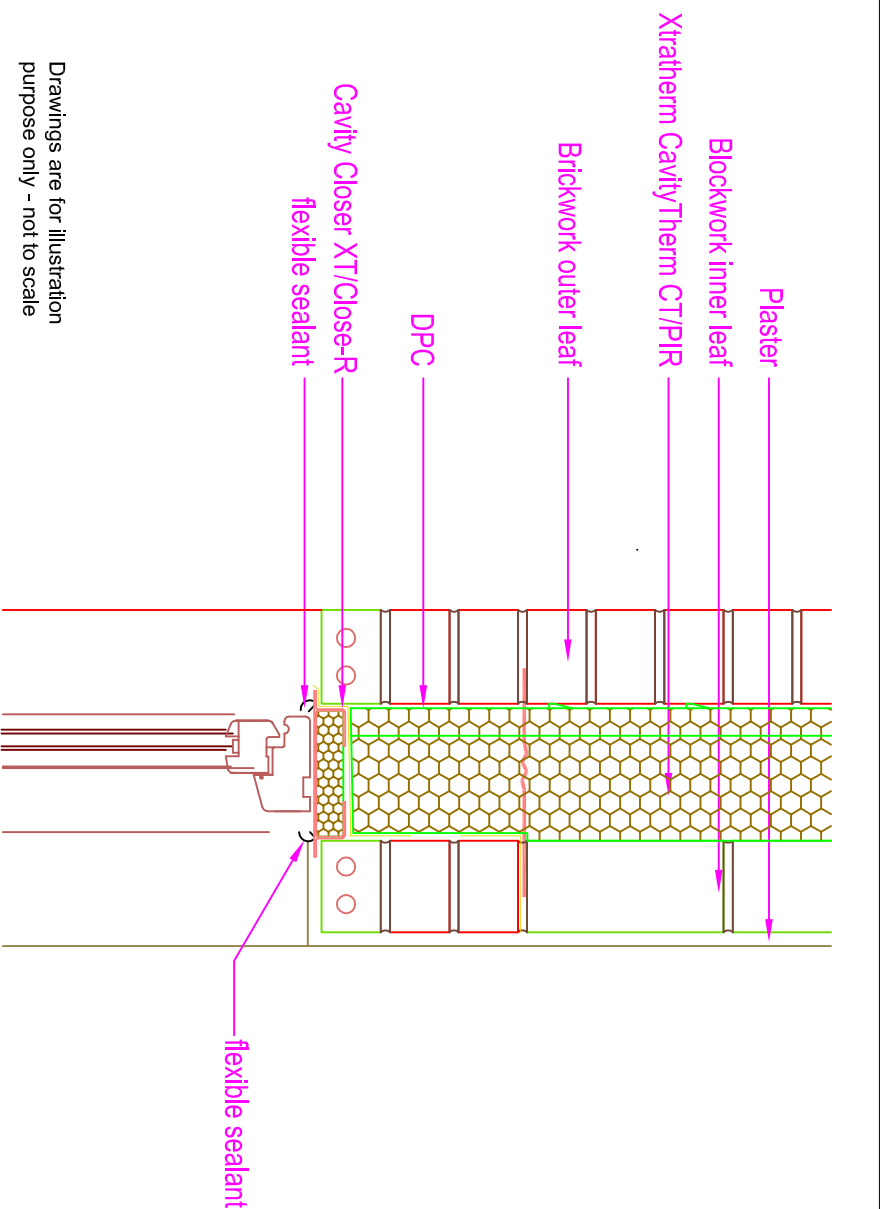 Plaster
Blockwork inner leaf
Xtratherm CavityTherm CT/PIR
Brickwork outer leaf
DPC
Cavity Closer XT/Close-R
flexible sealant
flexible sealant
Drawings are for illustration
purpose only - not to scale